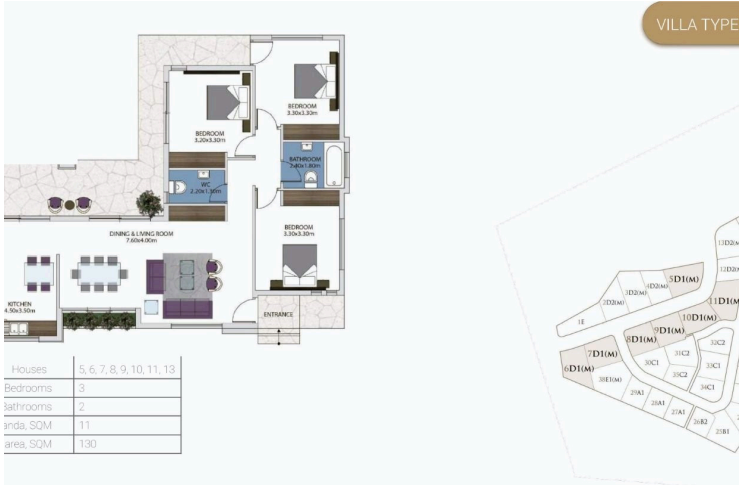 VILLA TYPE
BEDROOM
3.30x3.30m
BEDROOM
3.20x3.30m
BATHROOM
2.40x1.80m
WC
2.20x1.50m
DINING & LIVING ROOM
7.60x4.00m
BEDROOM
3.30x3.30m
KITCHEN
4.50x3.50m
ENTRANCE
Houses 5, 6, 7, 8, 9, 10, 11, 13
Bedrooms 3
Bathrooms 2
anda, SQM 11
area, SQM 130
13D2(M
12D2(M
11D1(M
5D1(M)
4D2(M)
3D2(M)
2D2(M)
1E
10D1(M)
9D1(M)
8D1(M)
7D1(M)
6D1(M)
32C2
31C2
30C1
33C1
33C2
34C1
38E1(M)
29A1
28A1
27A1
26B2
25B1